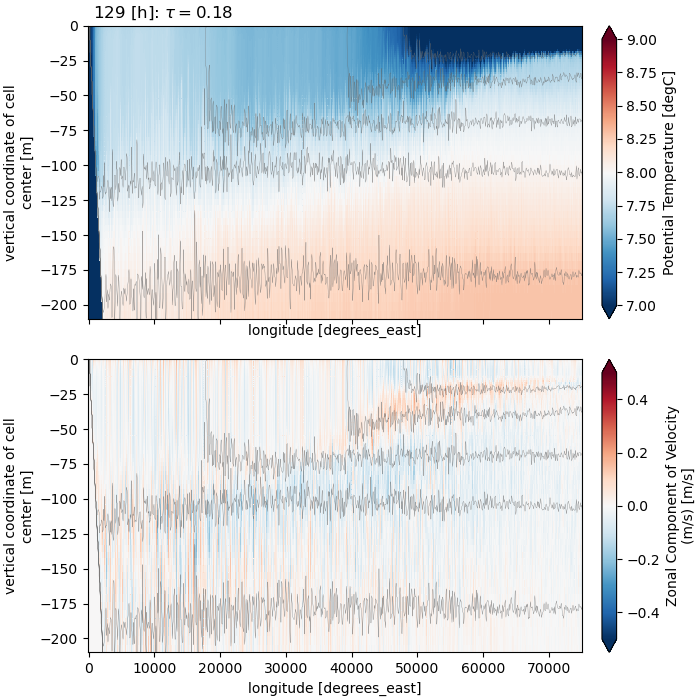 129 [h]: τ = 0.18
0
−25
−50
−75
−100
−125
−150
−175
−200
vertical coordinate of cell
center [m]
longitude [degrees_east]
9.00
8.75
8.50
8.25
8.00
7.75
7.50
7.25
7.00
Potential Temperature [degC]
0
−25
−50
−75
−100
−125
−150
−175
−200
vertical coordinate of cell
center [m]
0 10000 20000 30000 40000 50000 60000 70000
longitude [degrees_east]
0.4
0.2
0.0
−0.2
−0.4
Zonal Component of Velocity
(m/s) [m/s]